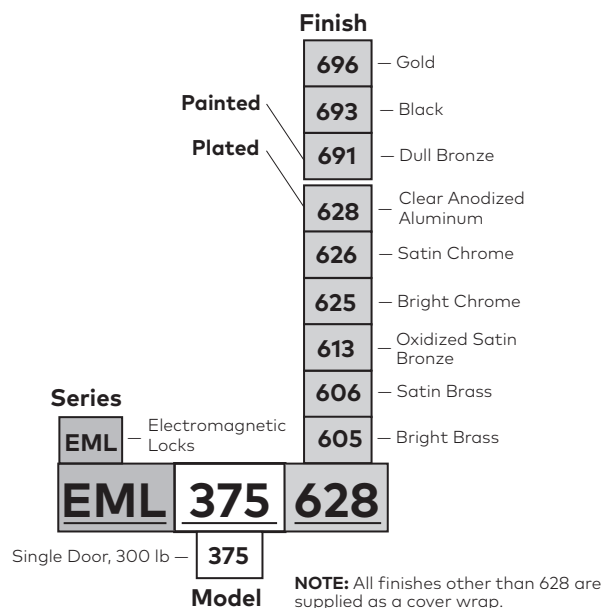 Finish
696 — Gold
Painted
693 — Black
Plated
691 — Dull Bronze
628 — Clear Anodized
Aluminum
626 — Satin Chrome
625 — Bright Chrome
613 — Oxidized Satin
Bronze
606 — Satin Brass
Series
EML — Electromagnetic
Locks
605 — Bright Brass
EML 375 628
Single Door, 300 lb — 375
Model
NOTE: All finishes other than 628 are
supplied as a cover wrap.